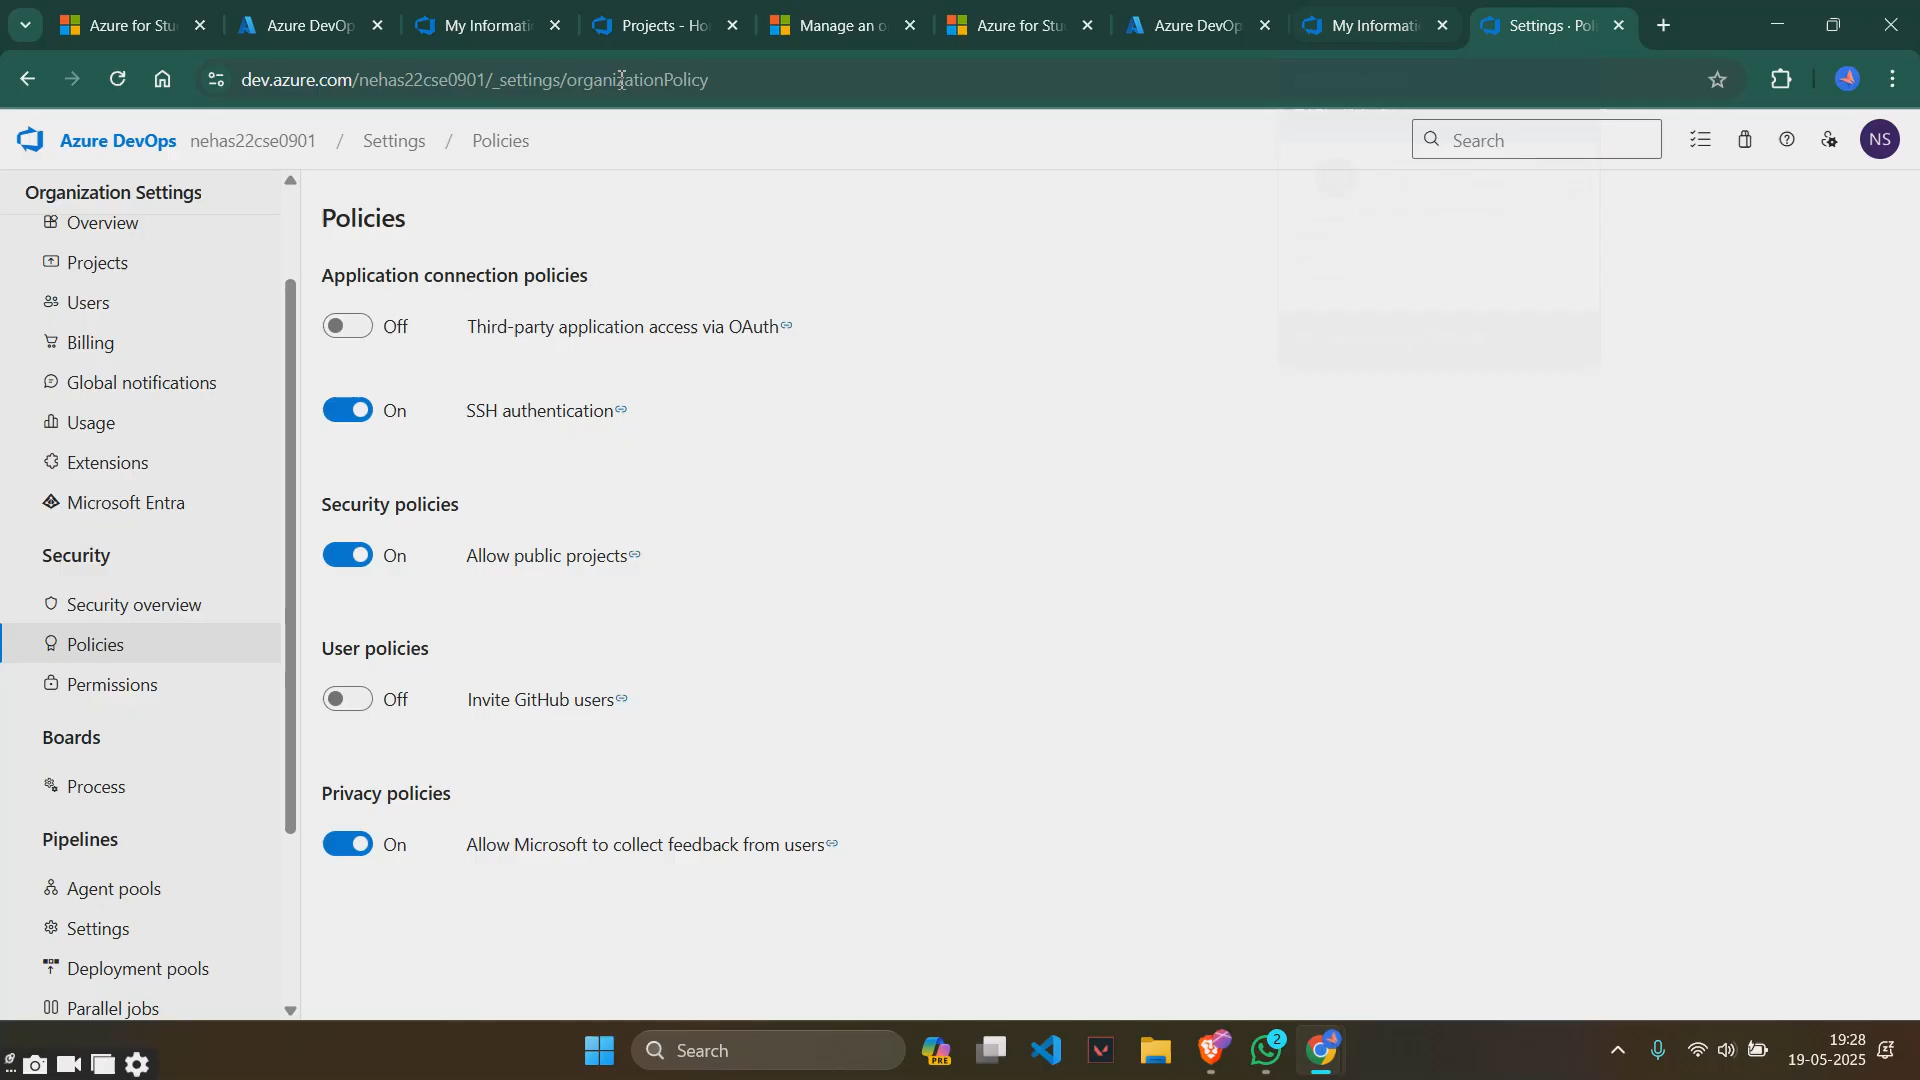 Azure for Stu
Azure DevOp
My Informati
Projects - Ho
Manage an o
Azure for Stu
Azure DevOp
My Informati
Settings · Pol
dev.azure.com/nehas22cse0901/_settings/organizationPolicy
Azure DevOps nehas22cse0901 / Settings / Policies
Search
NS
Organization Settings
Overview
Projects
Users
Billing
Global notifications
Usage
Extensions
Microsoft Entra
Security
Security overview
Policies
Permissions
Boards
Process
Pipelines
Agent pools
Settings
Deployment pools
Parallel jobs
Policies
Application connection policies
Off Third-party application access via OAuth
On SSH authentication
Security policies
On Allow public projects
User policies
Off Invite GitHub users
Privacy policies
On Allow Microsoft to collect feedback from users
Search
PRE
2
19:28
19-05-2025